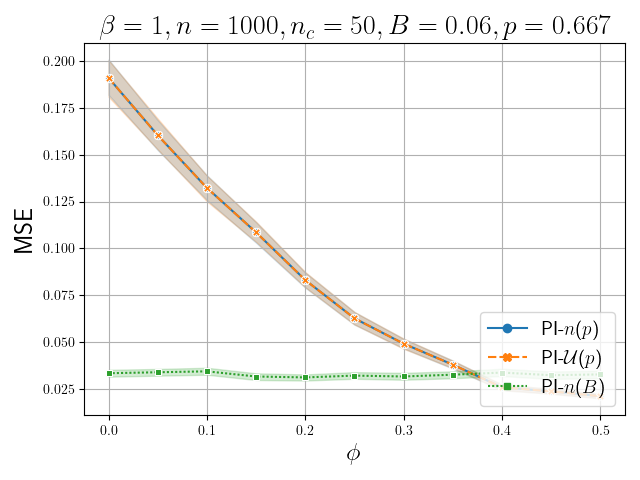 β = 1, n = 1000, n_c = 50, B = 0.06, p = 0.667
MSE
0.200
0.175
0.150
0.125
0.100
0.075
0.050
0.025
PI-n(p)
PI-𝒰(p)
PI-n(B)
0.0 0.1 0.2 0.3 0.4 0.5
ϕ